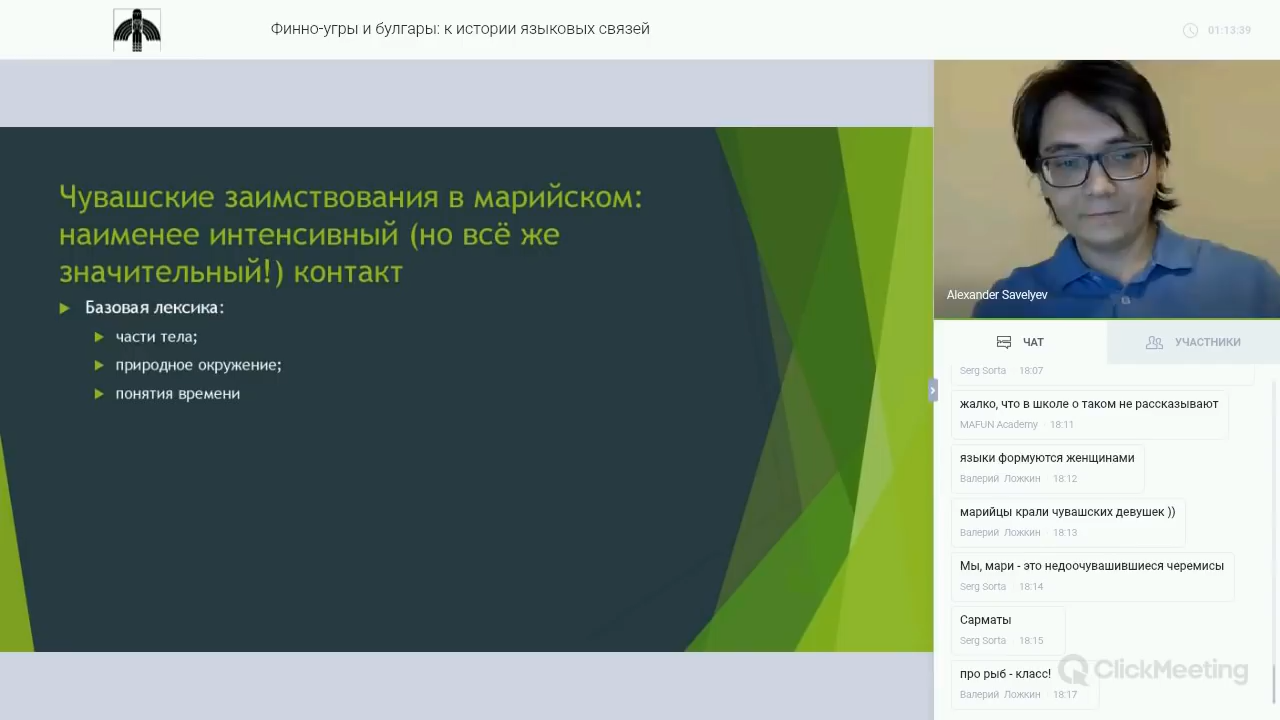 Финно-угры и булгары: к истории языковых связей
01:13:39
Чувашские заимствования в марийском:
наименее интенсивный (но всё же
значительный!) контакт
Базовая лексика:
части тела;
природное окружение;
понятия времени
Alexander Savelyev
ЧАТ
УЧАСТНИКИ
Serg Sorta · 18:07
жалко, что в школе о таком не рассказывают
MAFUN Academy · 18:11
языки формуются женщинами
Валерий Ложкин · 18:12
марийцы крали чувашских девушек ))
Валерий Ложкин · 18:13
Мы, мари - это недоочувашившиеся черемисы
Serg Sorta · 18:14
Сарматы
Serg Sorta · 18:15
про рыб - класс!
Валерий Ложкин · 18:17
ClickMeeting